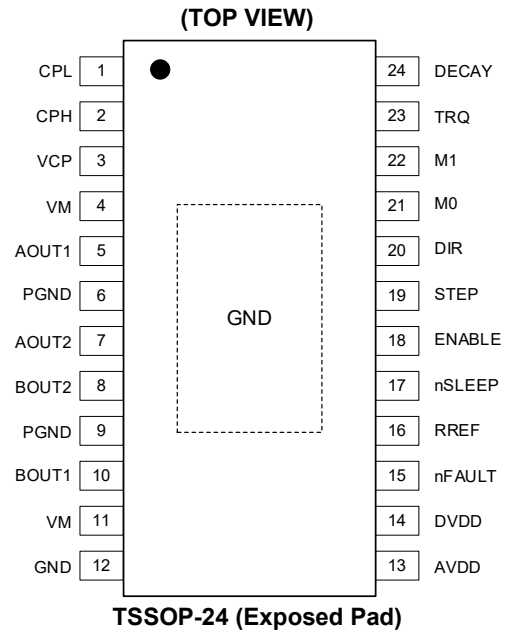 (TOP VIEW)
CPL 1 24 DECAY
CPH 2 23 TRQ
VCP 3 22 M1
VM 4 21 M0
AOUT1 5 20 DIR
PGND 6 19 STEP
GND
AOUT2 7 18 ENABLE
BOUT2 8 17 nSLEEP
PGND 9 16 RREF
BOUT1 10 15 nFAULT
VM 11 14 DVDD
GND 12 13 AVDD
TSSOP-24 (Exposed Pad)